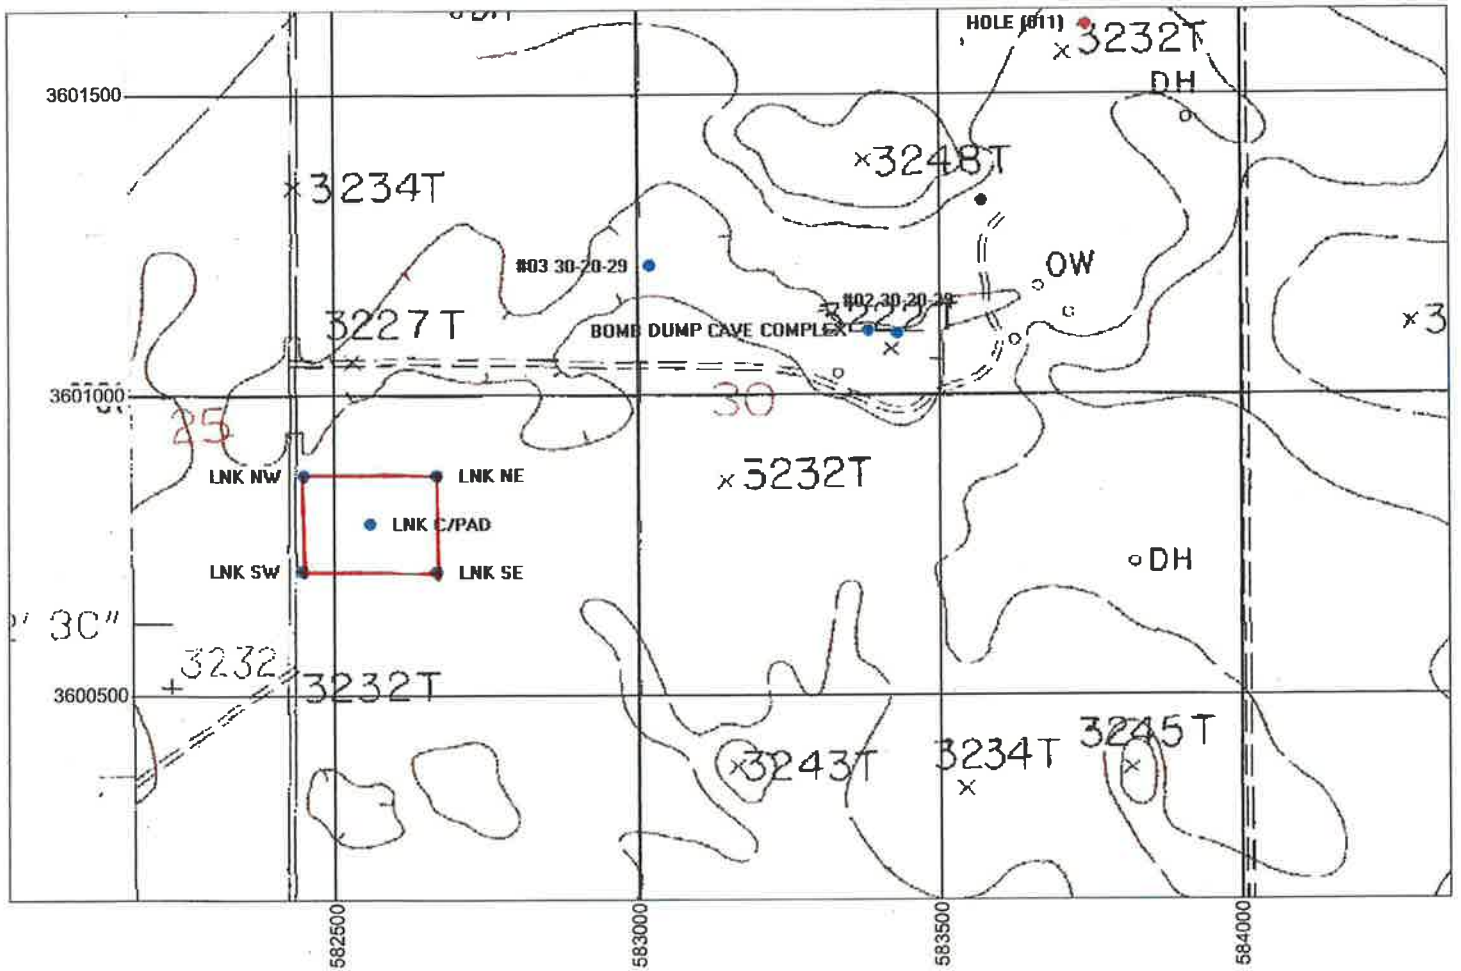 HOLE (011)
3232T
3601500
DH
3248T
3234T
#03 30-20-29
OW
#02 30-20-29
3227T
BOMB DUMP CAVE COMPLEX
3
3601000
30
25
LNK NW
LNK NE
3232T
LNK C/PAD
LNK SW
LNK SE
DH
30"
3232
3232T
3600500
3245T
3243T
3234T
582500
583000
583500
584000